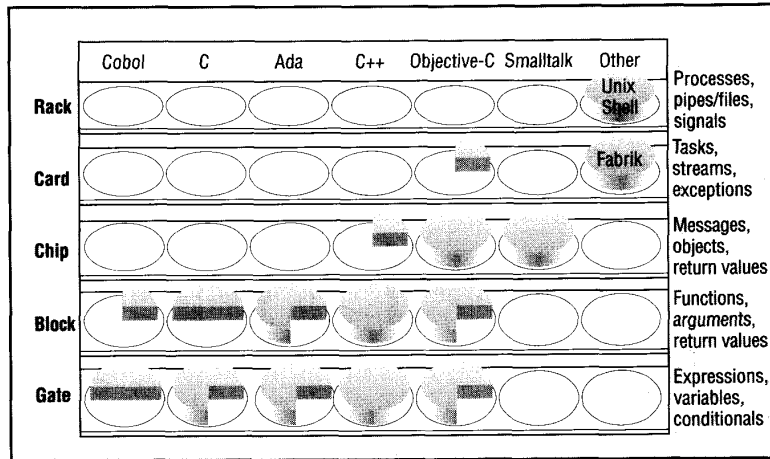 Cobol C Ada C++ Objective-C Smalltalk Other
Rack
Unix
Shell
Processes,
pipes/files,
signals
Card
Fabrik
Tasks,
streams,
exceptions
Chip
Messages,
objects,
return values
Block
Functions,
arguments,
return values
Gate
Expressions,
variables,
conditionals